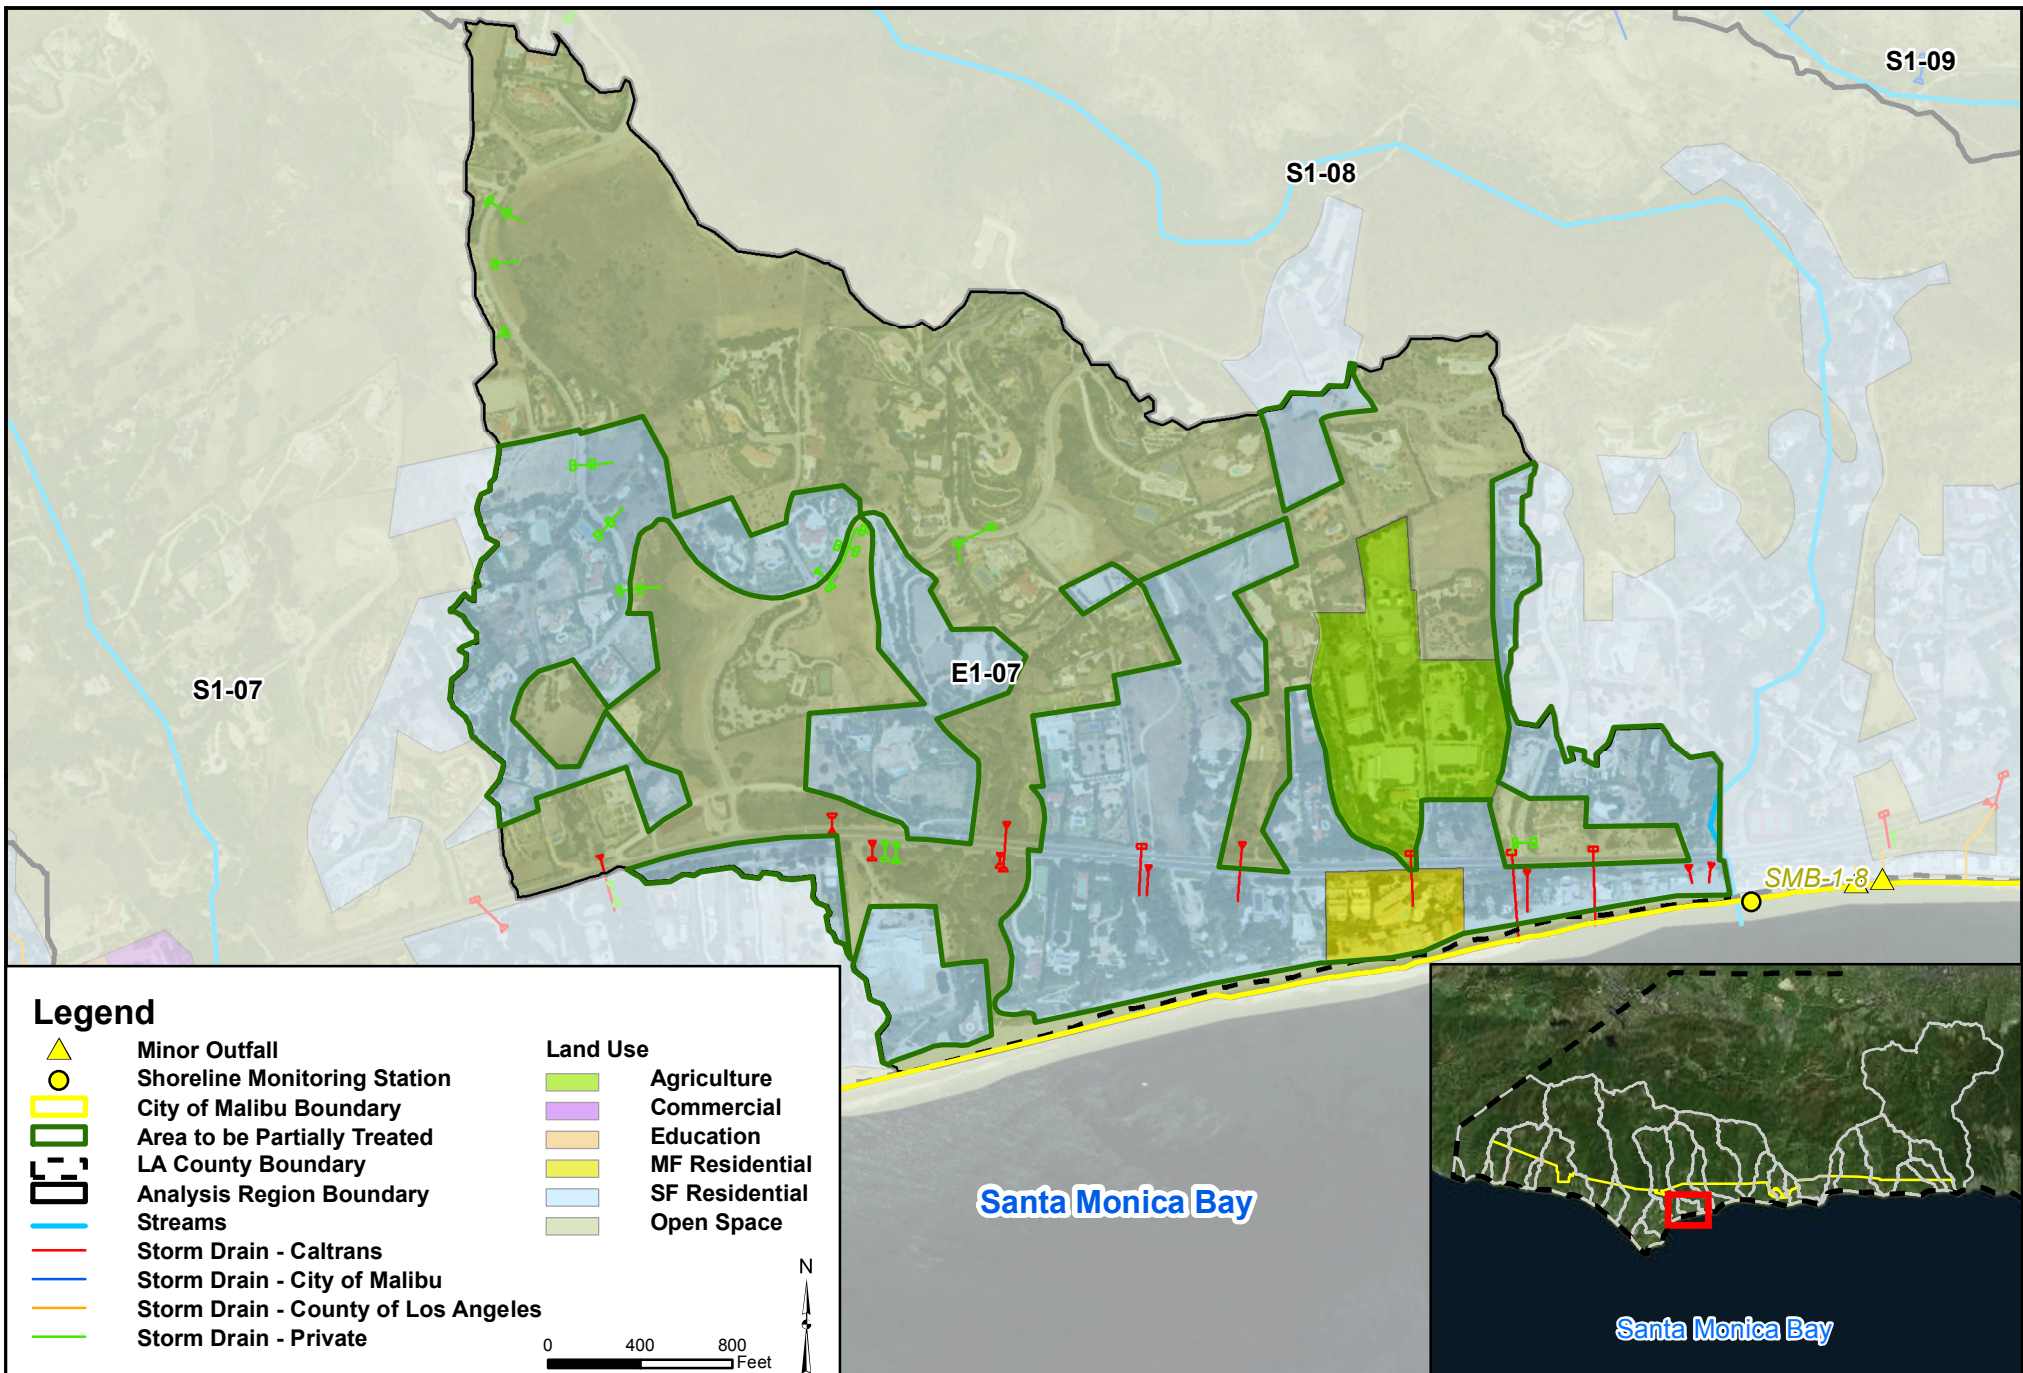 S1-09
S1-08
S1-07
E1-07
SMB-1-8
Legend
Minor Outfall
Shoreline Monitoring Station
City of Malibu Boundary
Area to be Partially Treated
LA County Boundary
Analysis Region Boundary
Streams
Storm Drain - Caltrans
Storm Drain - City of Malibu
Storm Drain - County of Los Angeles
Storm Drain - Private
Land Use
Agriculture
Commercial
Education
MF Residential
SF Residential
Open Space
N
0 400 800
Feet
Santa Monica Bay
Santa Monica Bay